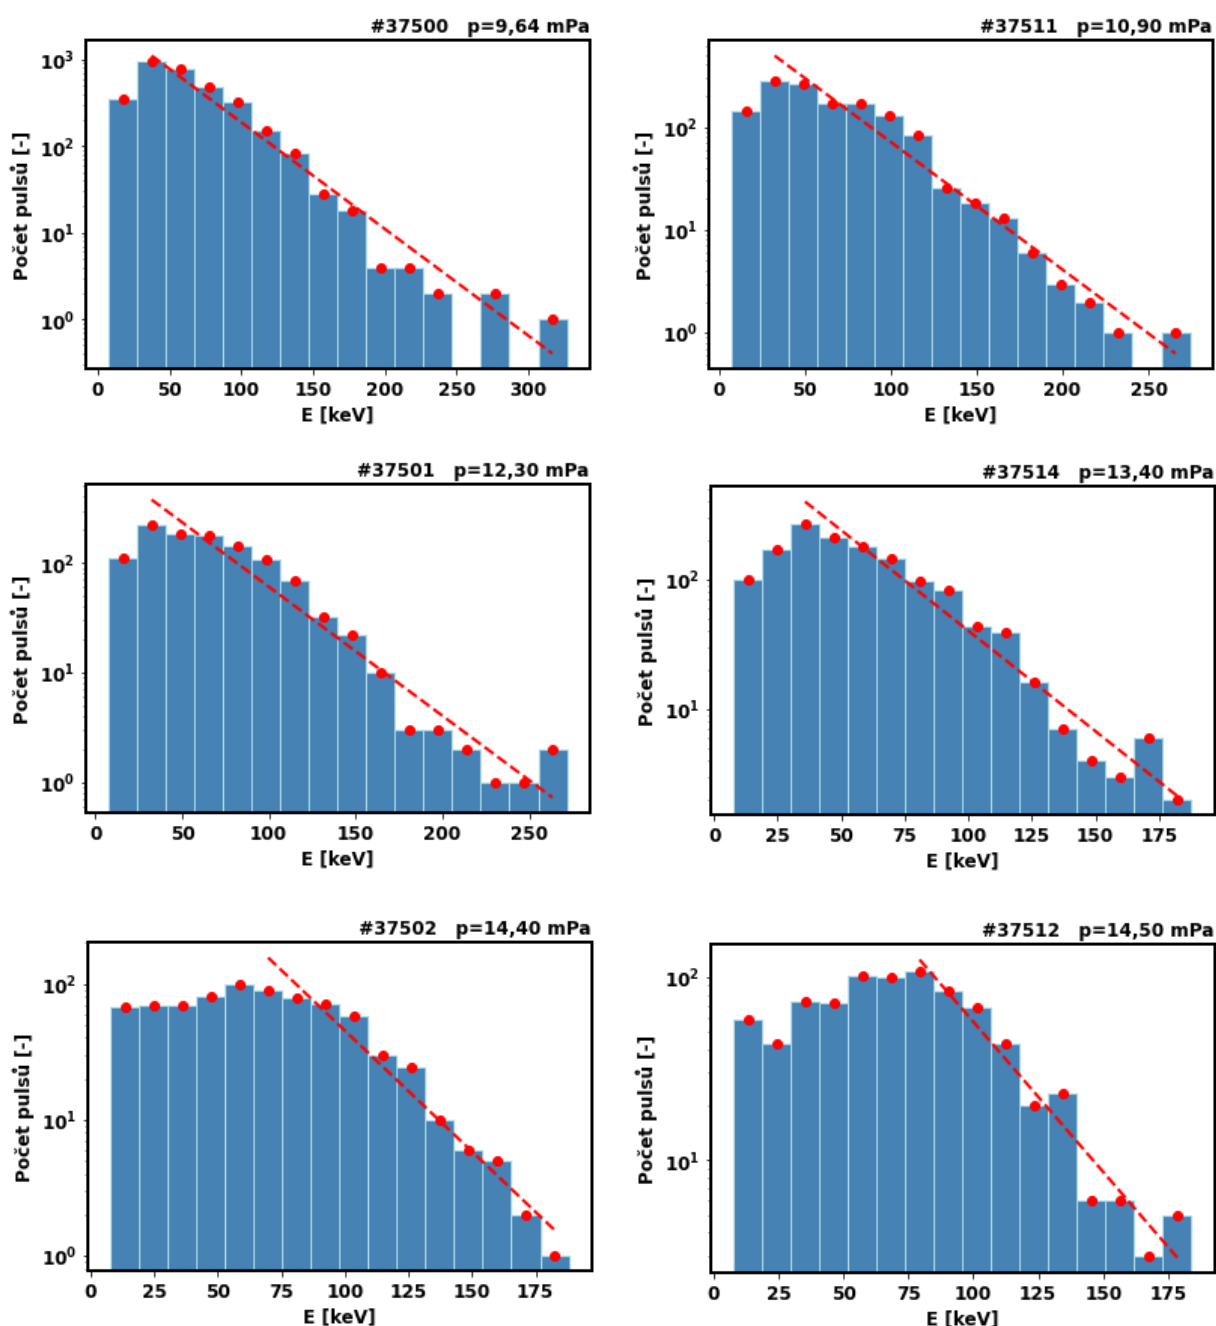 #37500 p=9,64 mPa
Počet pulsů [-]
10³
10²
10¹
10⁰
0 50 100 150 200 250 300
E [keV]
#37511 p=10,90 mPa
Počet pulsů [-]
10²
10¹
10⁰
0 50 100 150 200 250
E [keV]
#37501 p=12,30 mPa
Počet pulsů [-]
10²
10¹
10⁰
0 50 100 150 200 250
E [keV]
#37514 p=13,40 mPa
Počet pulsů [-]
10²
10¹
0 25 50 75 100 125 150 175
E [keV]
#37502 p=14,40 mPa
Počet pulsů [-]
10²
10¹
10⁰
0 25 50 75 100 125 150 175
E [keV]
#37512 p=14,50 mPa
Počet pulsů [-]
10²
10¹
0 25 50 75 100 125 150 175
E [keV]